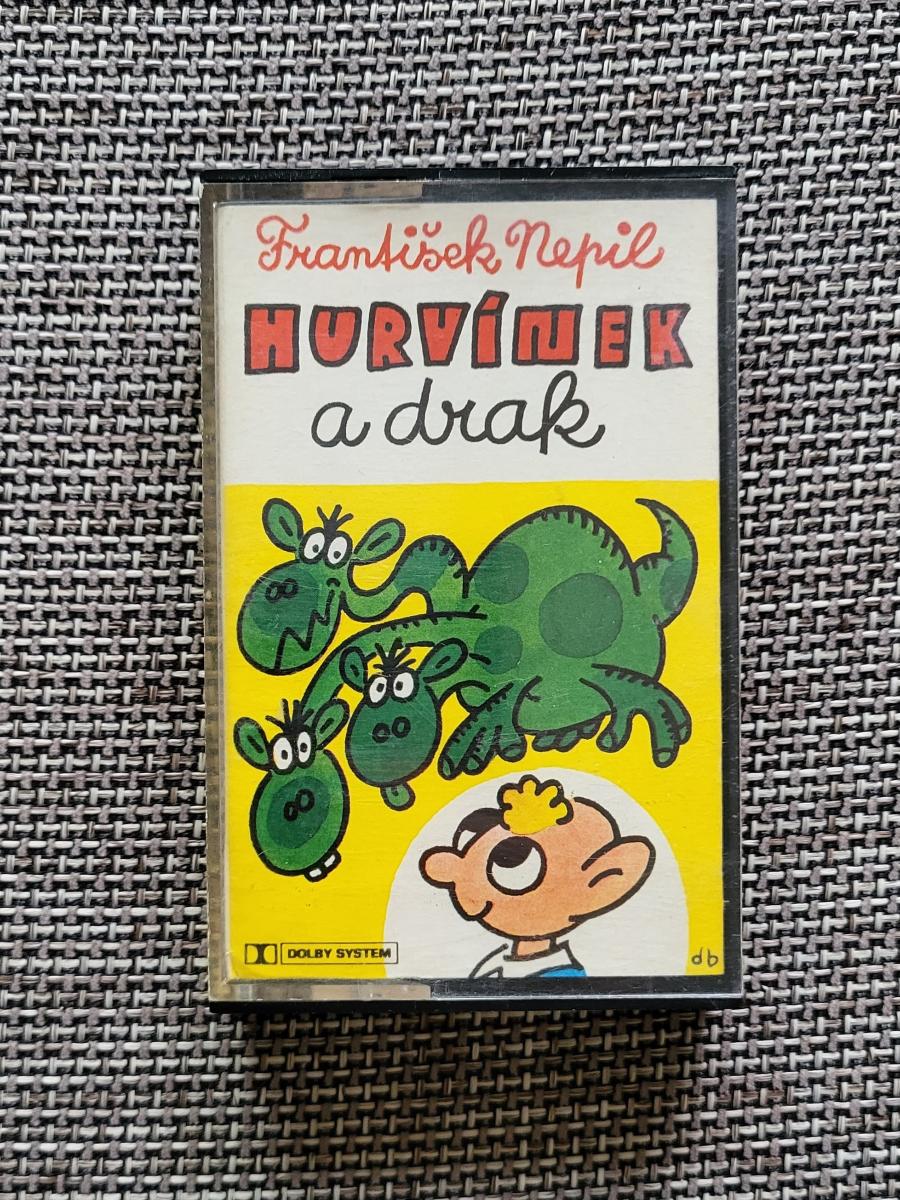 František Nepil
HURVÍNEK
a drak
DOLBY SYSTEM
db